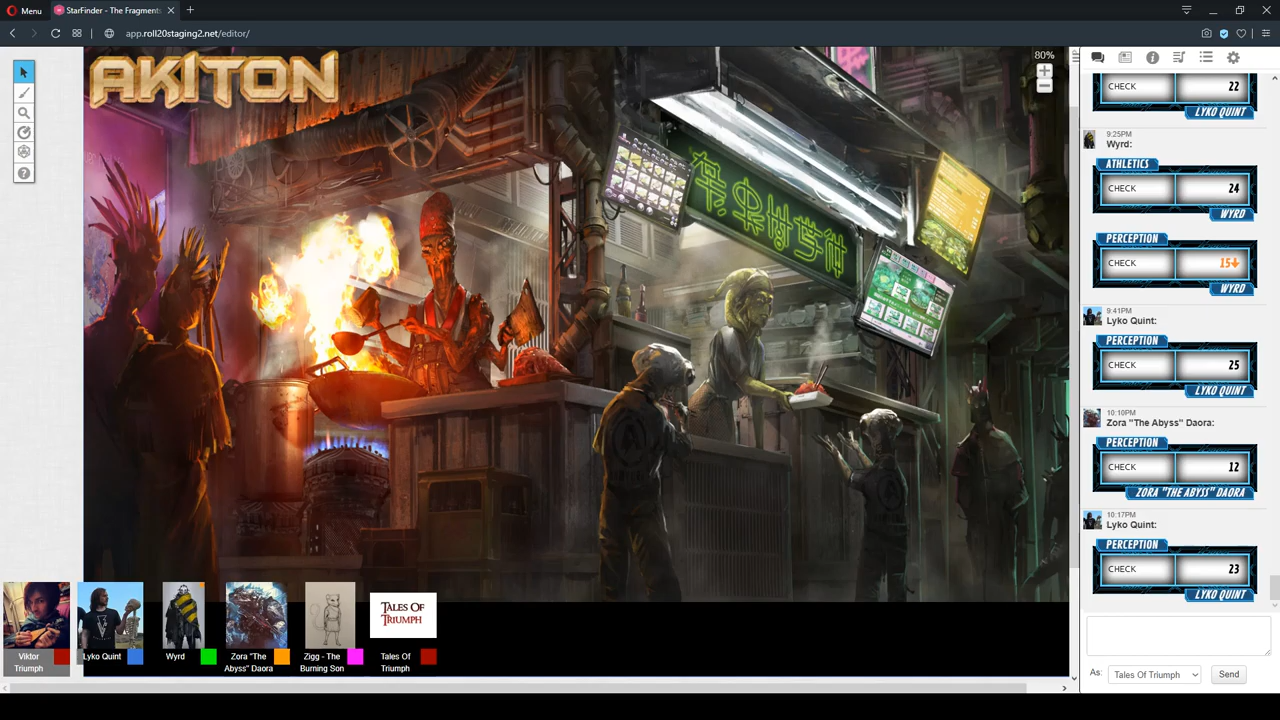 Menu
StarFinder - The Fragments
app.roll20staging2.net/editor/
AKITON
80%
CHECK 22
LYKO QUINT
9:25PM
Wyrd:
ATHLETICS
CHECK 24
WYRD
PERCEPTION
CHECK 15
WYRD
9:41PM
Lyko Quint:
PERCEPTION
CHECK 25
LYKO QUINT
10:10PM
Zora "The Abyss" Daora:
PERCEPTION
CHECK 12
ZORA "THE ABYSS" DAORA
10:17PM
Lyko Quint:
PERCEPTION
CHECK 23
LYKO QUINT
As: Tales Of Triumph Send
TALES OF
TRIUMPH
Viktor
Triumph
Lyko Quint
Wyrd
Zora "The
Abyss" Daora
Zigg - The
Burning Son
Tales Of
Triumph